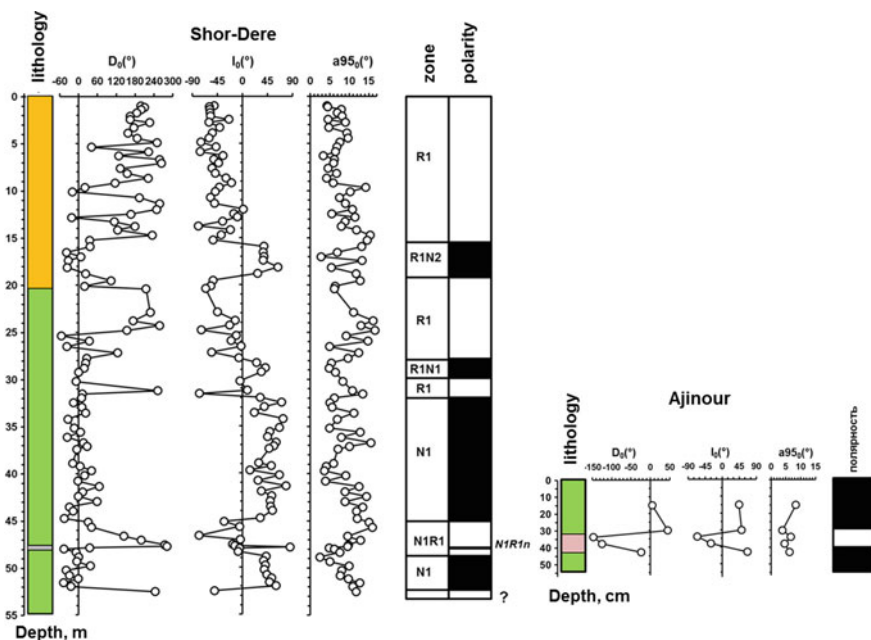 Shor-Dere
lithology
D₀(°)
I₀(°)
a95₀(°)
zone
polarity
-60 0 60 120 180 240 300
-90 -45 0 45 90
0 5 10 15
0
5
10
15
20
25
30
35
40
45
50
55
R1
R1N2
R1
R1N1
R1
N1
N1R1
N1R1n
N1
?
Depth, m
Ajinour
lithology
D₀(°)
I₀(°)
a95₀(°)
полярность
-150 -100 -50 0 50
-90 -45 0 45 90
0 5 10 15
0
10
20
30
40
50
Depth, cm